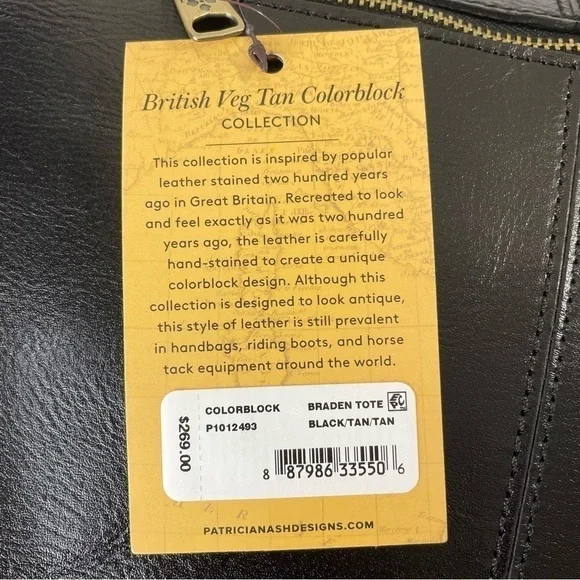 British Veg Tan Colorblock
COLLECTION
This collection is inspired by popular
leather stained two hundred years
ago in Great Britain. Recreated to look
and feel exactly as it was two hundred
years ago, the leather is carefully
hand-stained to create a unique
colorblock design. Although this
collection is designed to look antique,
this style of leather is still prevalent
in handbags, riding boots, and horse
tack equipment around the world.
$269.00
COLORBLOCK BRADEN TOTE
P1012493 BLACK/TAN/TAN
8 87986 33550 6
PATRICIANASHDESIGNS.COM